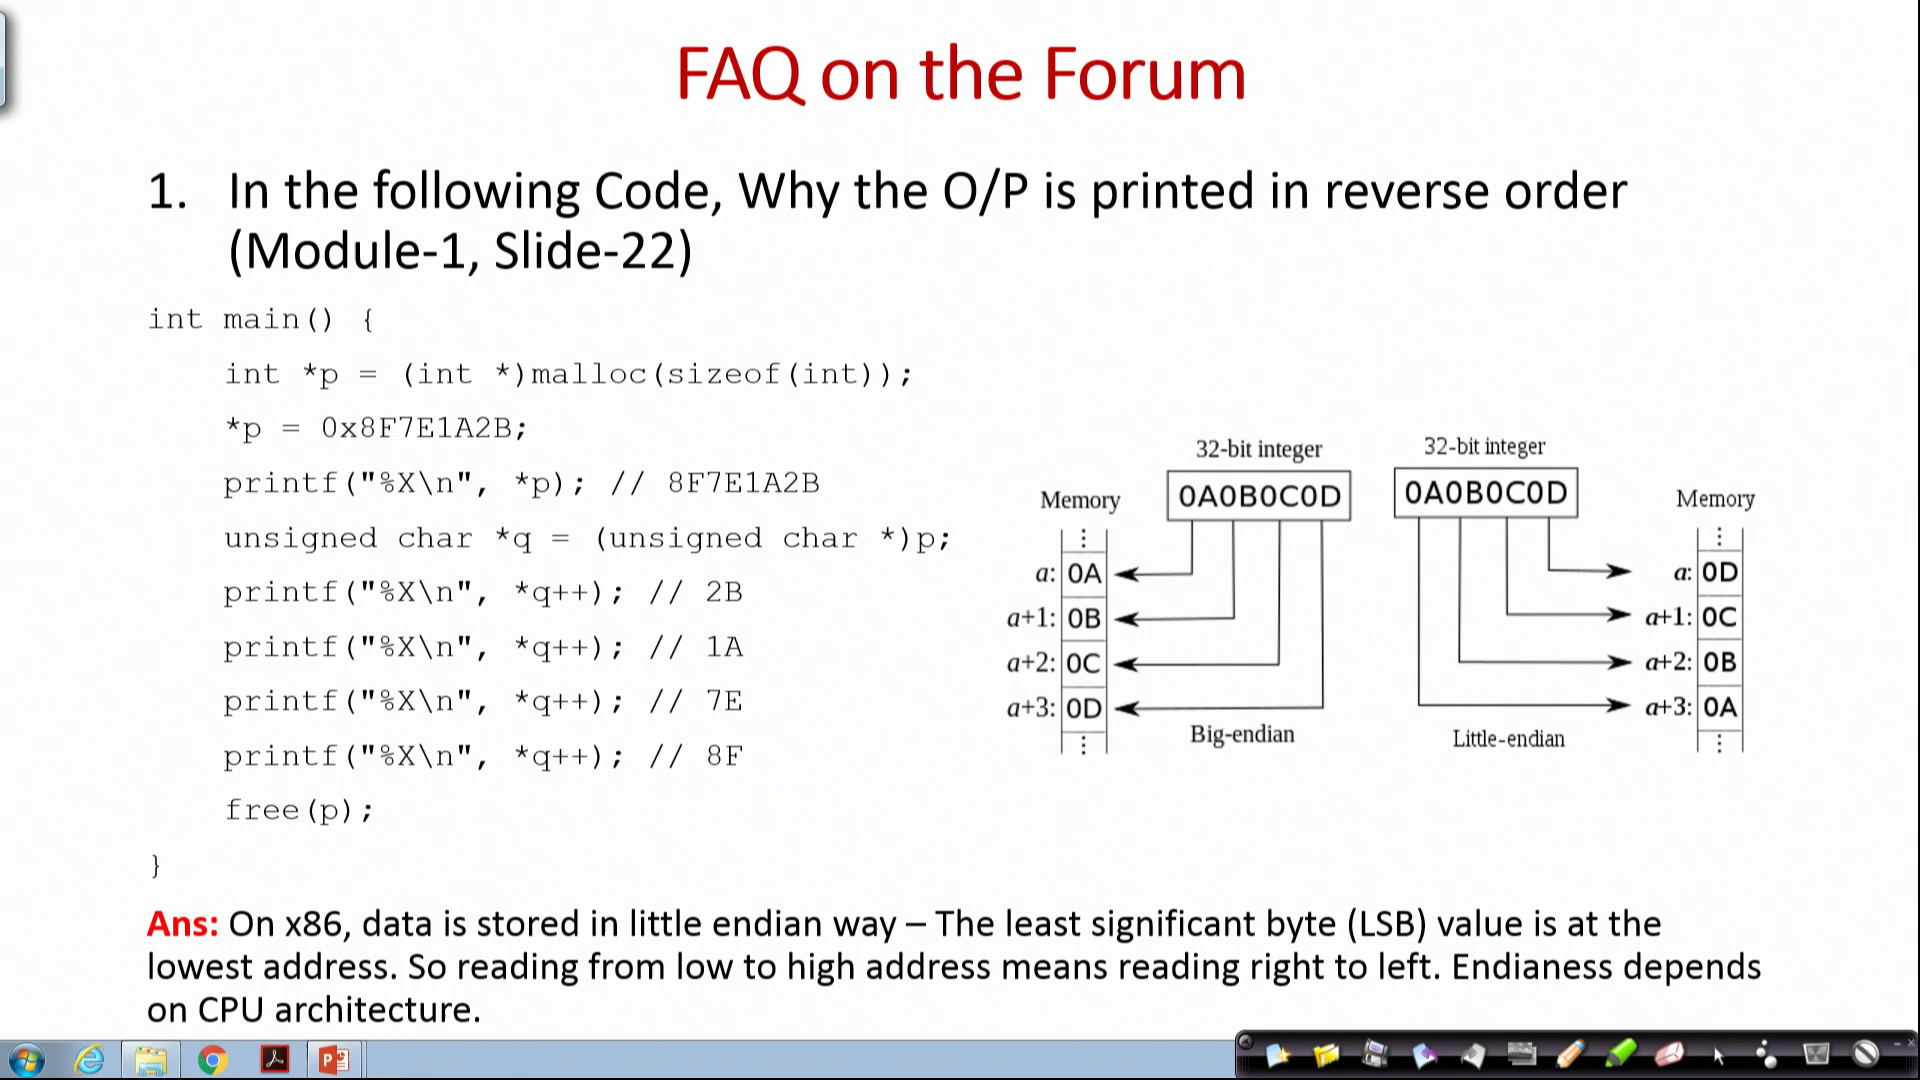 FAQ on the Forum
1. In the following Code, Why the O/P is printed in reverse order
(Module-1, Slide-22)
int main() {
int *p = (int *)malloc(sizeof(int));
*p = 0x8F7E1A2B;
printf("%X\n", *p); // 8F7E1A2B
unsigned char *q = (unsigned char *)p;
printf("%X\n", *q++); // 2B
printf("%X\n", *q++); // 1A
printf("%X\n", *q++); // 7E
printf("%X\n", *q++); // 8F
free(p);
}
32-bit integer
0A0B0C0D
Memory
⋮
a: 0A
a+1: 0B
a+2: 0C
a+3: 0D
⋮
Big-endian
32-bit integer
0A0B0C0D
Memory
⋮
a: 0D
a+1: 0C
a+2: 0B
a+3: 0A
⋮
Little-endian
Ans: On x86, data is stored in little endian way – The least significant byte (LSB) value is at the
lowest address. So reading from low to high address means reading right to left. Endianess depends
on CPU architecture.